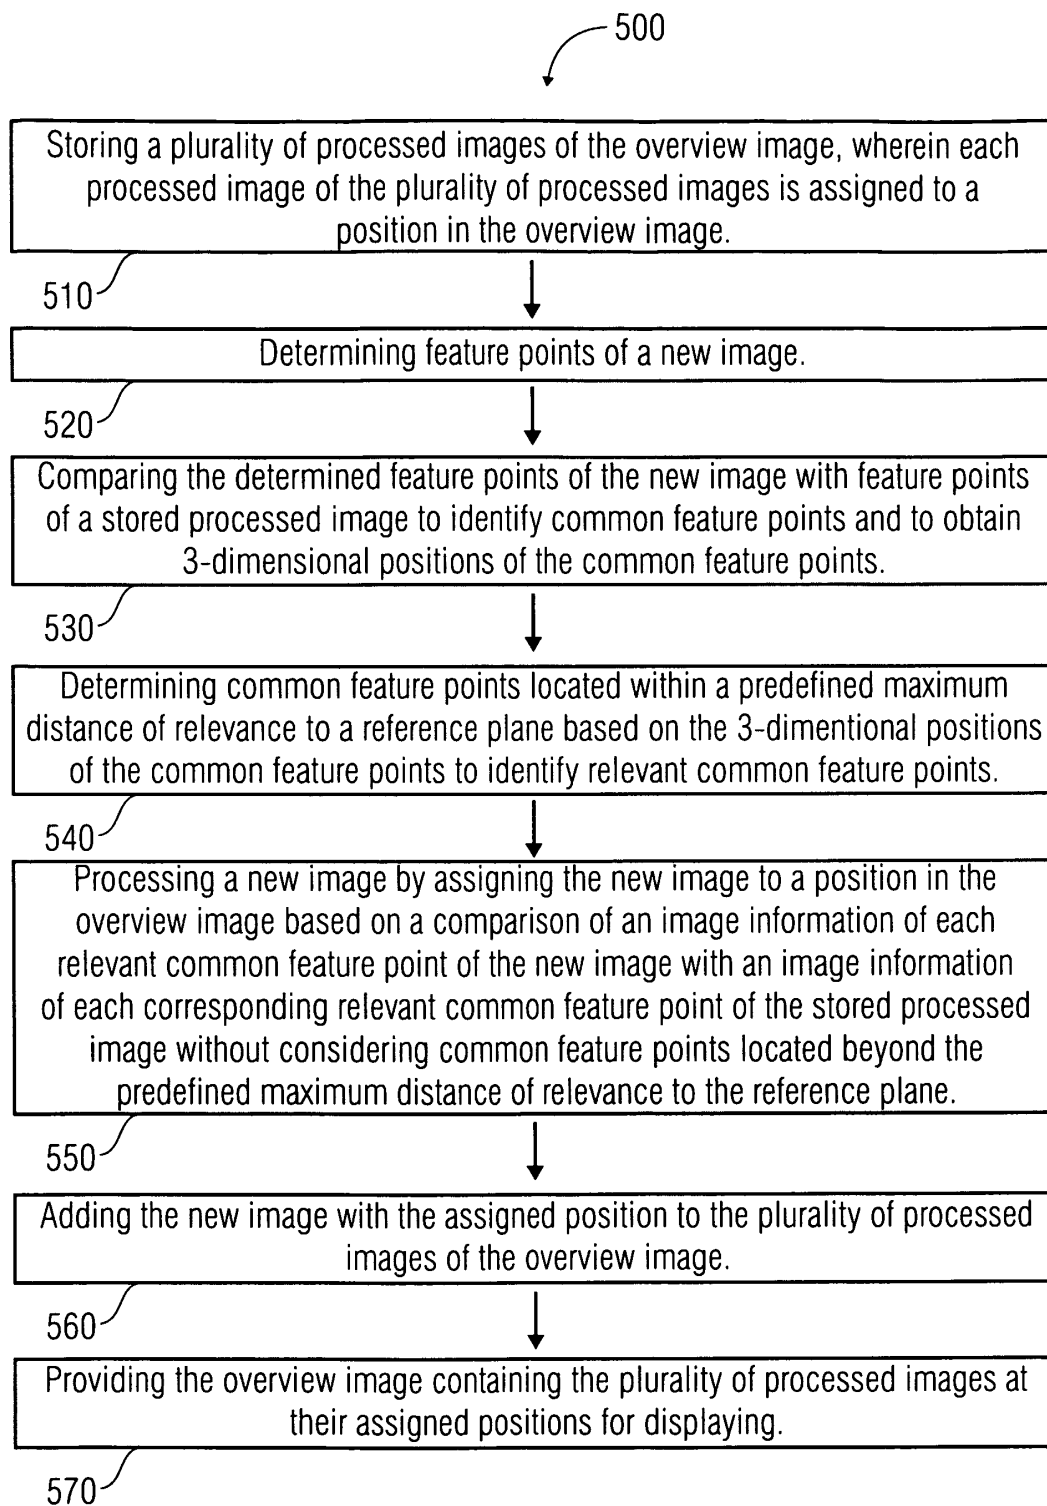 500
Storing a plurality of processed images of the overview image, wherein each
processed image of the plurality of processed images is assigned to a
position in the overview image.
510
Determining feature points of a new image.
520
Comparing the determined feature points of the new image with feature points
of a stored processed image to identify common feature points and to obtain
3-dimensional positions of the common feature points.
530
Determining common feature points located within a predefined maximum
distance of relevance to a reference plane based on the 3-dimentional positions
of the common feature points to identify relevant common feature points.
540
Processing a new image by assigning the new image to a position in the
overview image based on a comparison of an image information of each
relevant common feature point of the new image with an image information
of each corresponding relevant common feature point of the stored processed
image without considering common feature points located beyond the
predefined maximum distance of relevance to the reference plane.
550
Adding the new image with the assigned position to the plurality of processed
images of the overview image.
560
Providing the overview image containing the plurality of processed images at
their assigned positions for displaying.
570